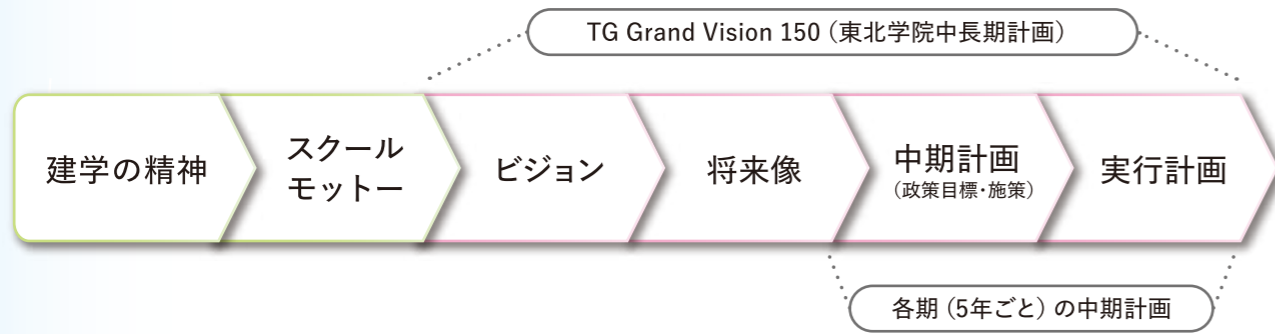 TG Grand Vision 150（東北学院中長期計画）
建学の精神
スクール
モットー
ビジョン
将来像
中期計画
（政策目標・施策）
実行計画
各期（5年ごと）の中期計画